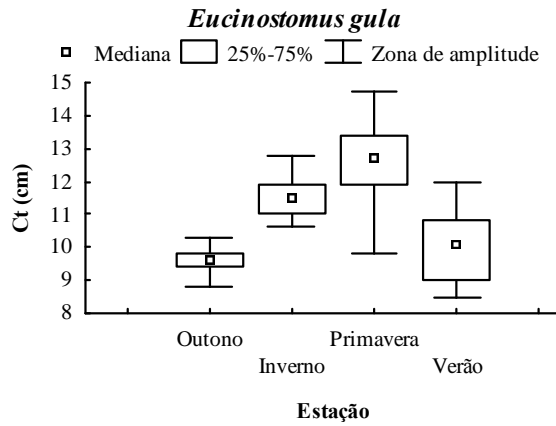 Eucinostomus gula
Mediana 25%-75% Zona de amplitude
15
14
13
12
11
10
9
8
Ct (cm)
Outono Primavera
Inverno Verão
Estação